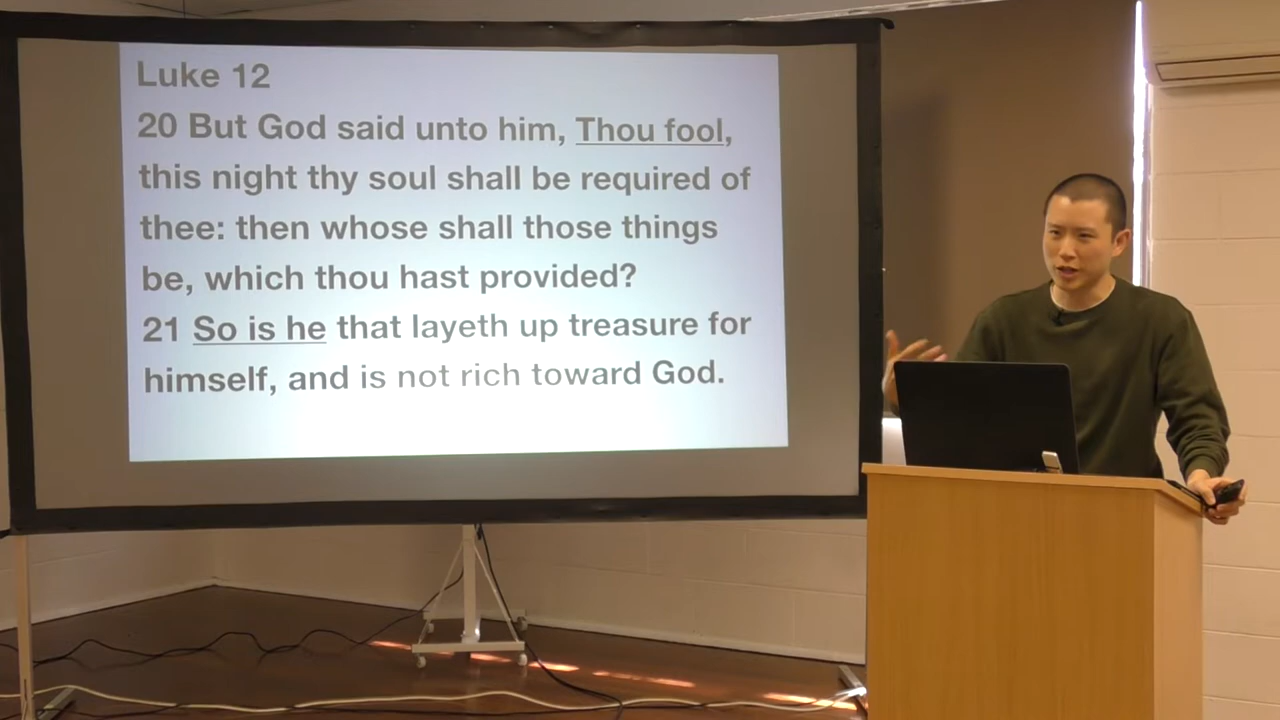 Luke 12
20 But God said unto him, Thou fool,
this night thy soul shall be required of
thee: then whose shall those things
be, which thou hast provided?
21 So is he that layeth up treasure for
himself, and is not rich toward God.